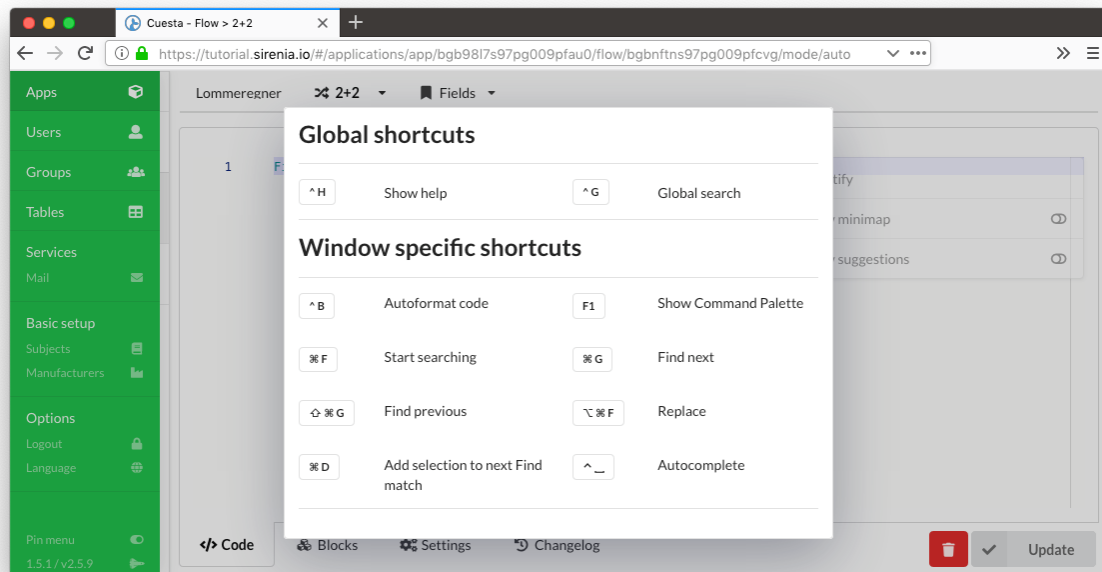 Cuesta - Flow > 2+2
https://tutorial.sirenia.io/#/applications/app/bgb98l7s97pg009pfau0/flow/bgbnftns97pg009pfcvg/mode/auto
Apps
Users
Groups
Tables
Services
Mail
Basic setup
Subjects
Manufacturers
Options
Logout
Language
Pin menu
1.5.1 / v2.5.9
Lommeregner 2+2 Fields
1
Global shortcuts
^ H Show help ^ G Global search
Window specific shortcuts
^ B Autoformat code F1 Show Command Palette
⌘ F Start searching ⌘ G Find next
⇧ ⌘ G Find previous ⌥ ⌘ F Replace
⌘ D Add selection to next Find match ^ ⎵ Autocomplete
minimap
suggestions
</> Code Blocks Settings Changelog
Update